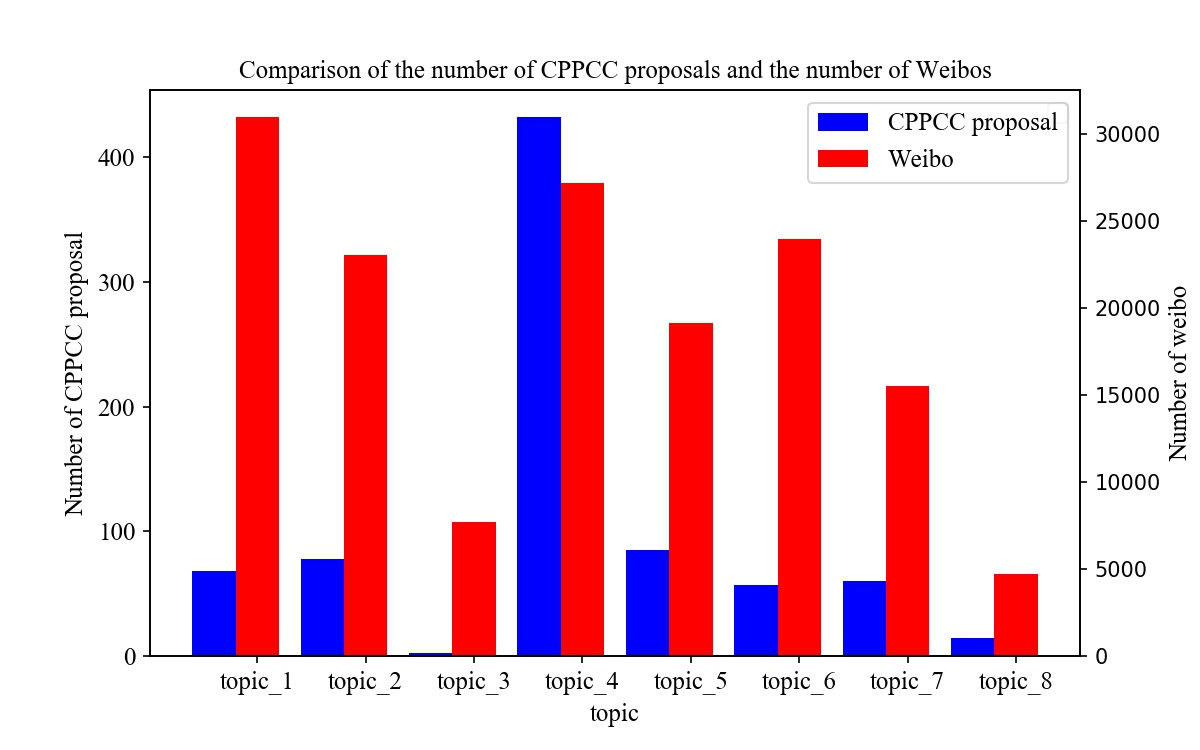 Comparison of the number of CPPCC proposals and the number of Weibos
CPPCC proposal
Weibo
Number of CPPCC proposal
400
300
200
100
0
30000
25000
20000
15000
10000
5000
0
Number of weibo
topic_1 topic_2 topic_3 topic_4 topic_5 topic_6 topic_7 topic_8
topic